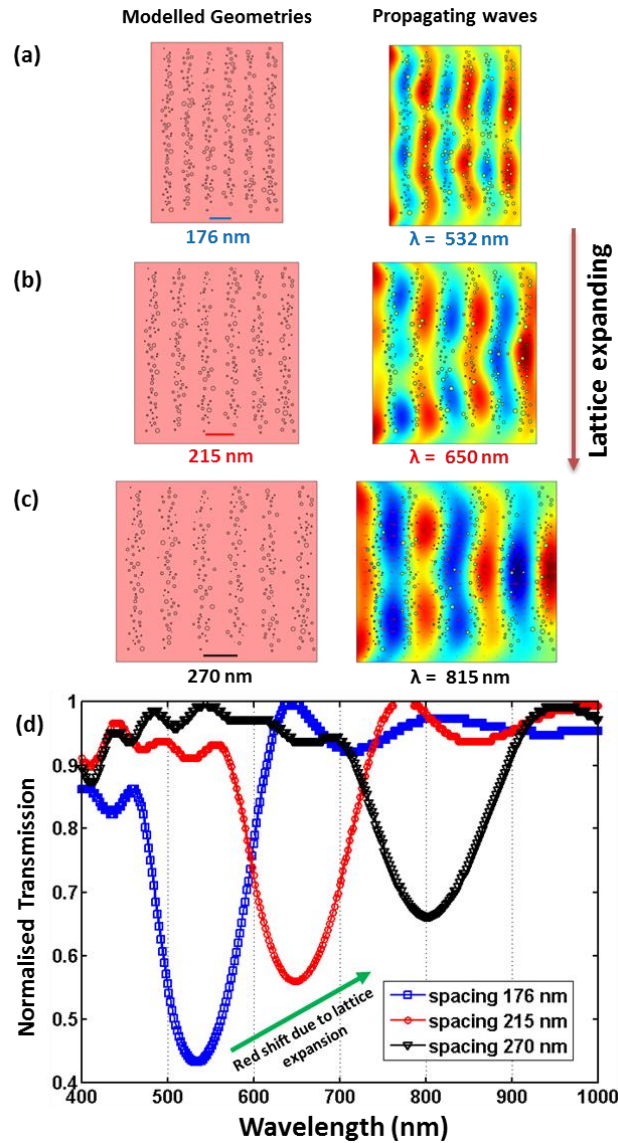 Modelled Geometries
Propagating waves
(a)
176 nm
λ = 532 nm
(b)
215 nm
λ = 650 nm
(c)
270 nm
λ = 815 nm
Lattice expanding
(d)
Normalised Transmission
1
0.9
0.8
0.7
0.6
0.5
0.4
Red shift due to lattice
expansion
spacing 176 nm
spacing 215 nm
spacing 270 nm
400
500
600
700
800
900
1000
Wavelength (nm)